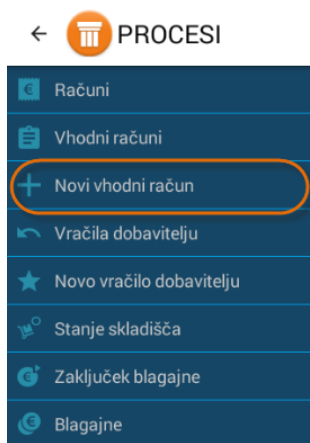 PROCESI
Računi
Vhodni računi
Novi vhodni račun
Vračila dobavitelju
Novo vračilo dobavitelju
Stanje skladišča
Zaključek blagajne
Blagajne